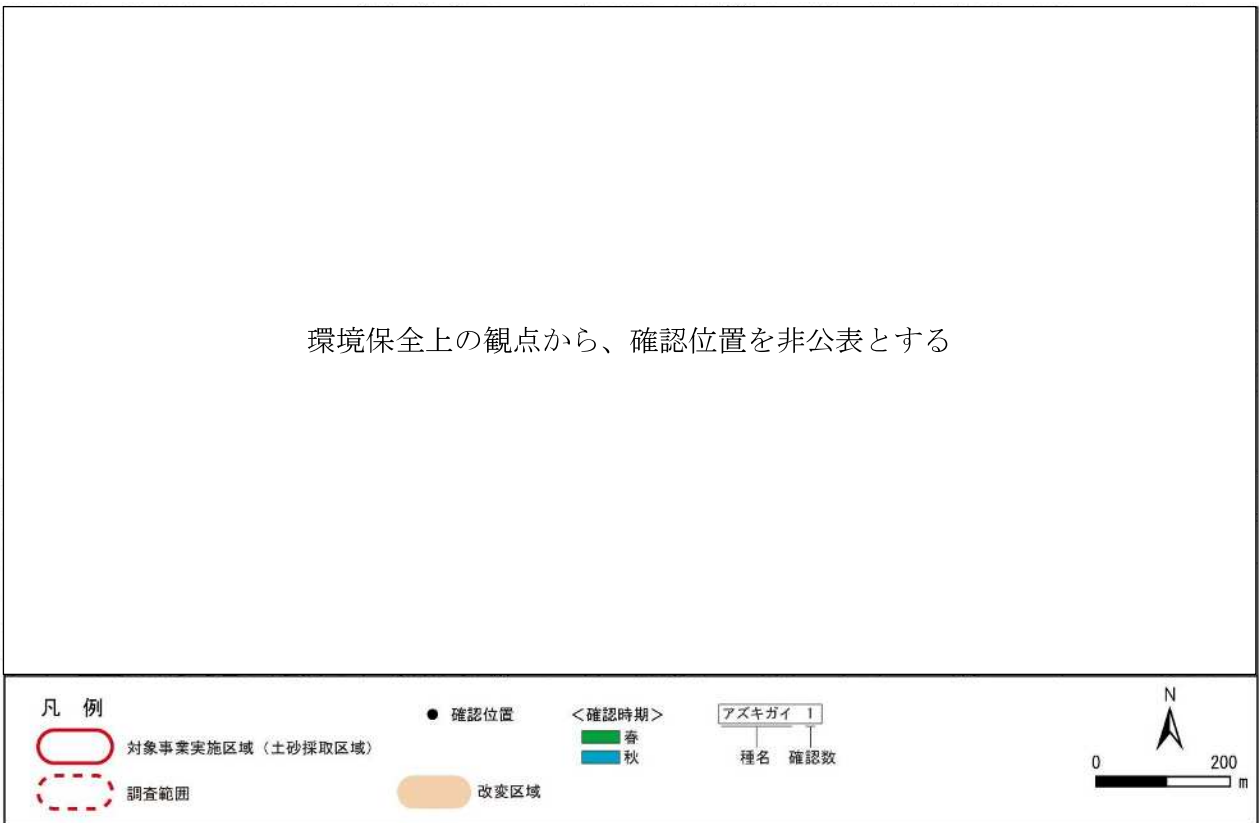 環境保全上の観点から、確認位置を非公表とする
凡　例
対象事業実施区域（土砂採取区域）
調査範囲
● 確認位置
改変区域
＜確認時期＞
春
秋
アズキガイ　1
種名　確認数
N
0　200
m